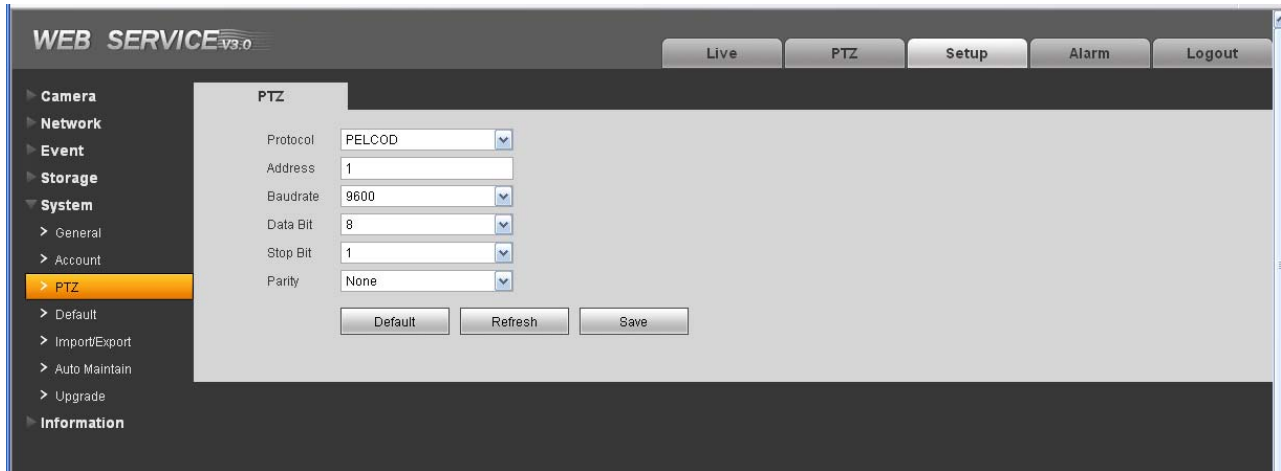 WEB SERVICE V3.0
Live PTZ Setup Alarm Logout
Camera
Network
Event
Storage
System
> General
> Account
> PTZ
> Default
> Import/Export
> Auto Maintain
> Upgrade
Information
PTZ
Protocol PELCOD
Address 1
Baudrate 9600
Data Bit 8
Stop Bit 1
Parity None
Default Refresh Save